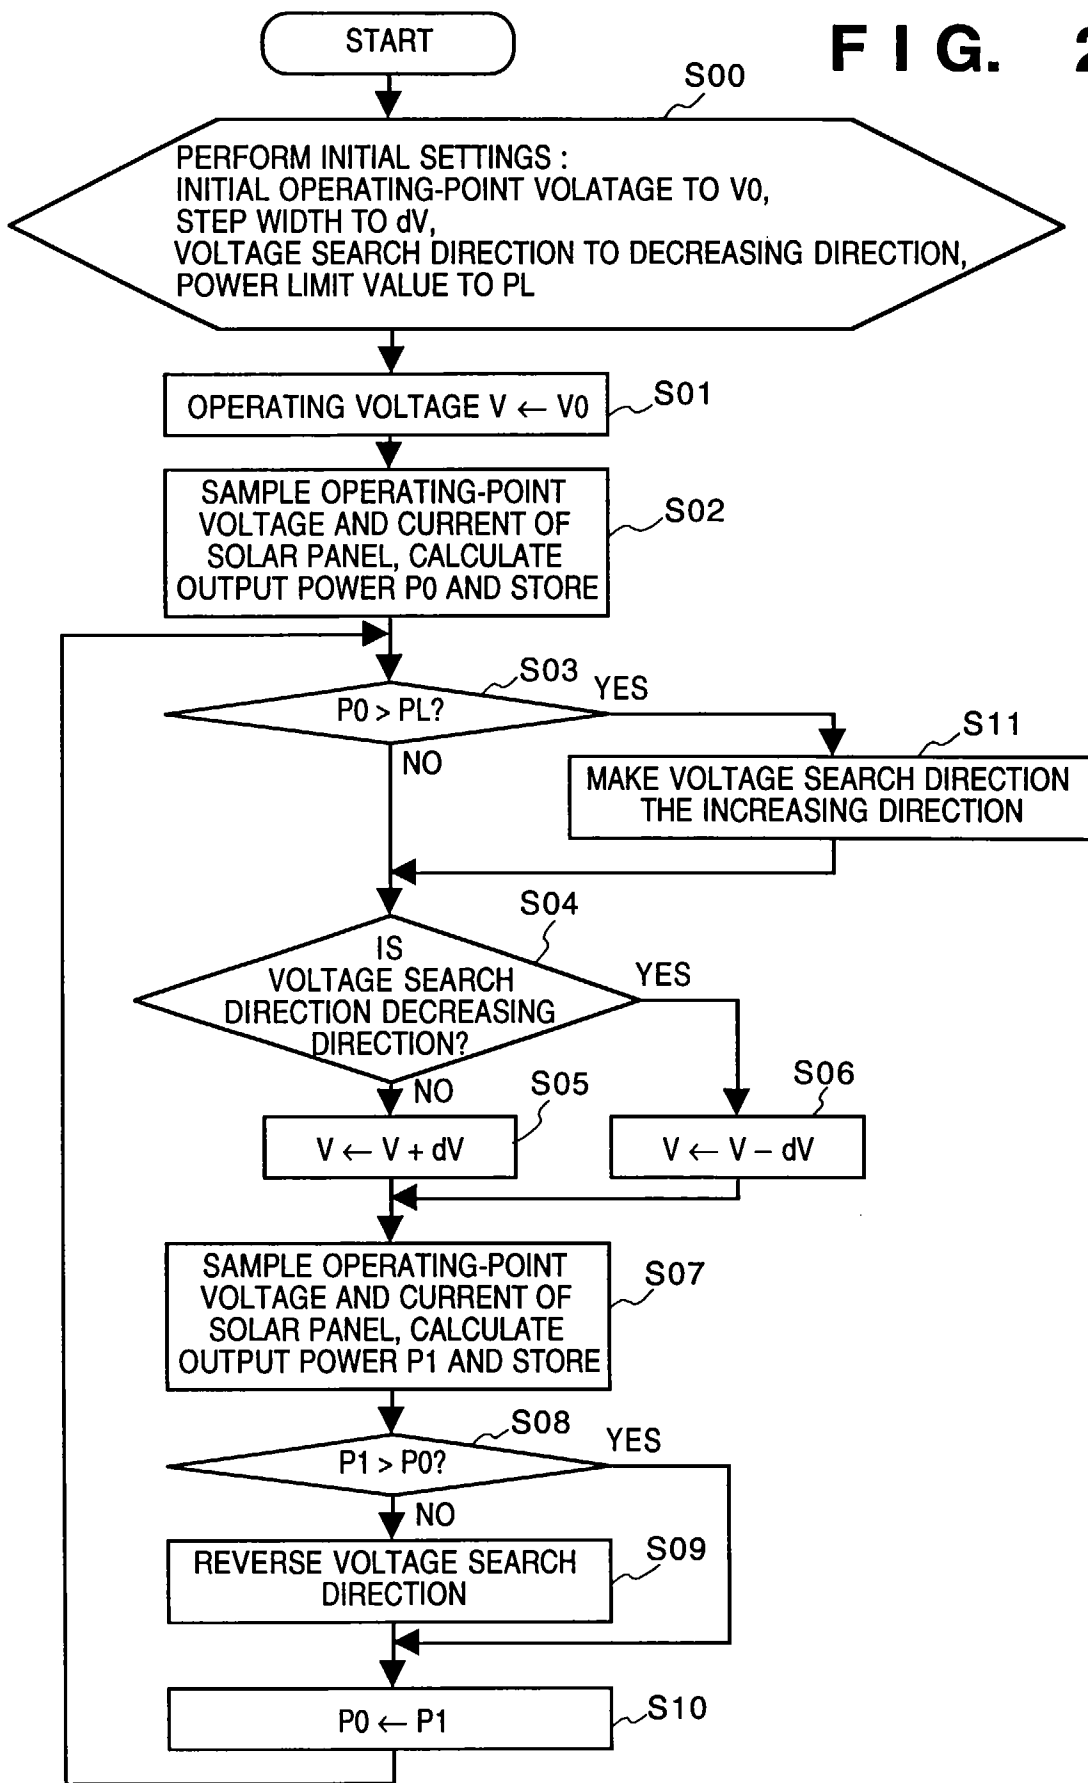 START
FIG. 2
S00
PERFORM INITIAL SETTINGS :
INITIAL OPERATING-POINT VOLATAGE TO V0,
STEP WIDTH TO dV,
VOLTAGE SEARCH DIRECTION TO DECREASING DIRECTION,
POWER LIMIT VALUE TO PL
OPERATING VOLTAGE V ← V0
S01
SAMPLE OPERATING-POINT
VOLTAGE AND CURRENT OF
SOLAR PANEL, CALCULATE
OUTPUT POWER P0 AND STORE
S02
S03
P0 > PL?
YES
NO
S11
MAKE VOLTAGE SEARCH DIRECTION
THE INCREASING DIRECTION
S04
IS
VOLTAGE SEARCH
DIRECTION DECREASING
DIRECTION?
YES
NO
S05
V ← V + dV
S06
V ← V – dV
SAMPLE OPERATING-POINT
VOLTAGE AND CURRENT OF
SOLAR PANEL, CALCULATE
OUTPUT POWER P1 AND STORE
S07
S08
P1 > P0?
YES
NO
REVERSE VOLTAGE SEARCH
DIRECTION
S09
P0 ← P1
S10